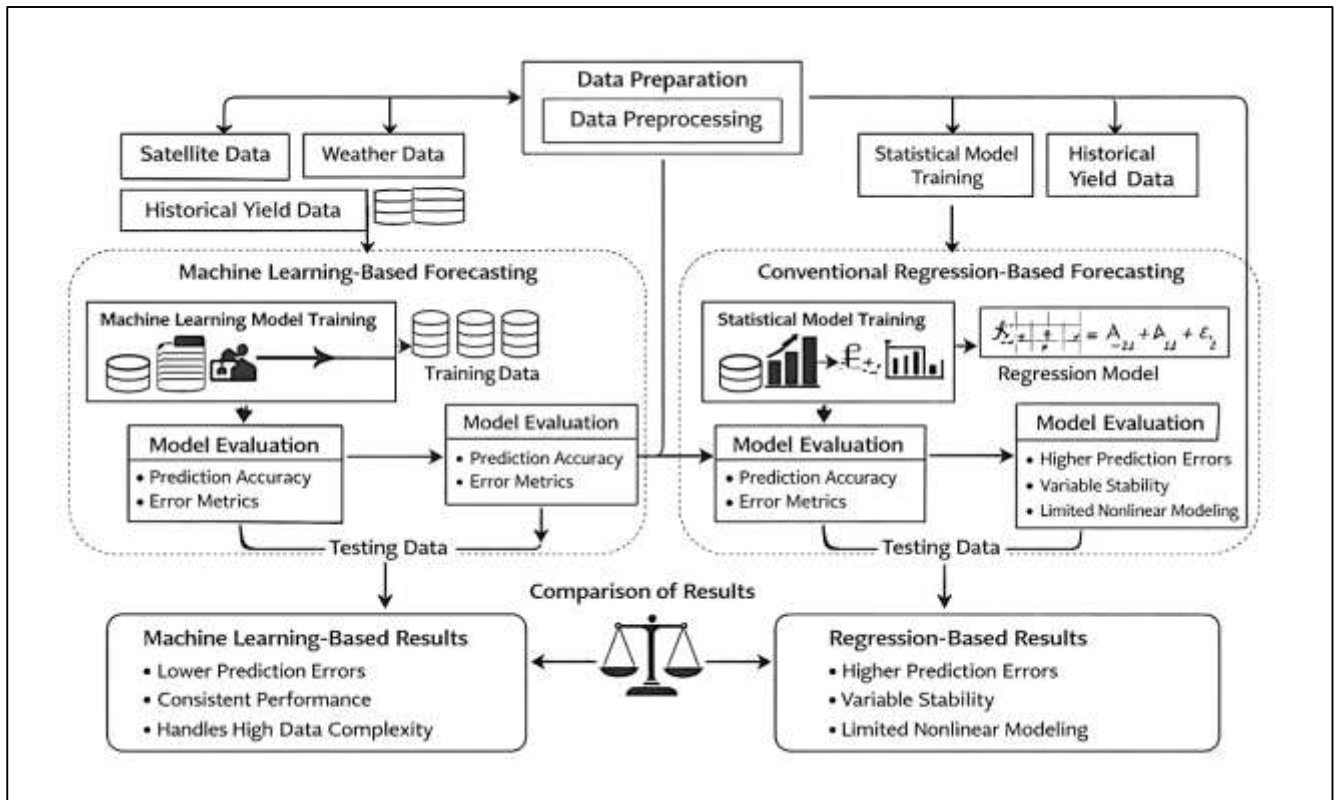 Data Preparation
Data Preprocessing
Satellite Data
Weather Data
Historical Yield Data
Statistical Model
Training
Historical
Yield Data
Machine Learning-Based Forecasting
Machine Learning Model Training
Training Data
Model Evaluation
• Prediction Accuracy
• Error Metrics
Model Evaluation
• Prediction Accuracy
• Error Metrics
Testing Data
Conventional Regression-Based Forecasting
Statistical Model Training
Regression Model
Model Evaluation
• Prediction Accuracy
• Error Metrics
Model Evaluation
• Higher Prediction Errors
• Variable Stability
• Limited Nonlinear Modeling
Testing Data
Comparison of Results
Machine Learning-Based Results
• Lower Prediction Errors
• Consistent Performance
• Handles High Data Complexity
Regression-Based Results
• Higher Prediction Errors
• Variable Stability
• Limited Nonlinear Modeling